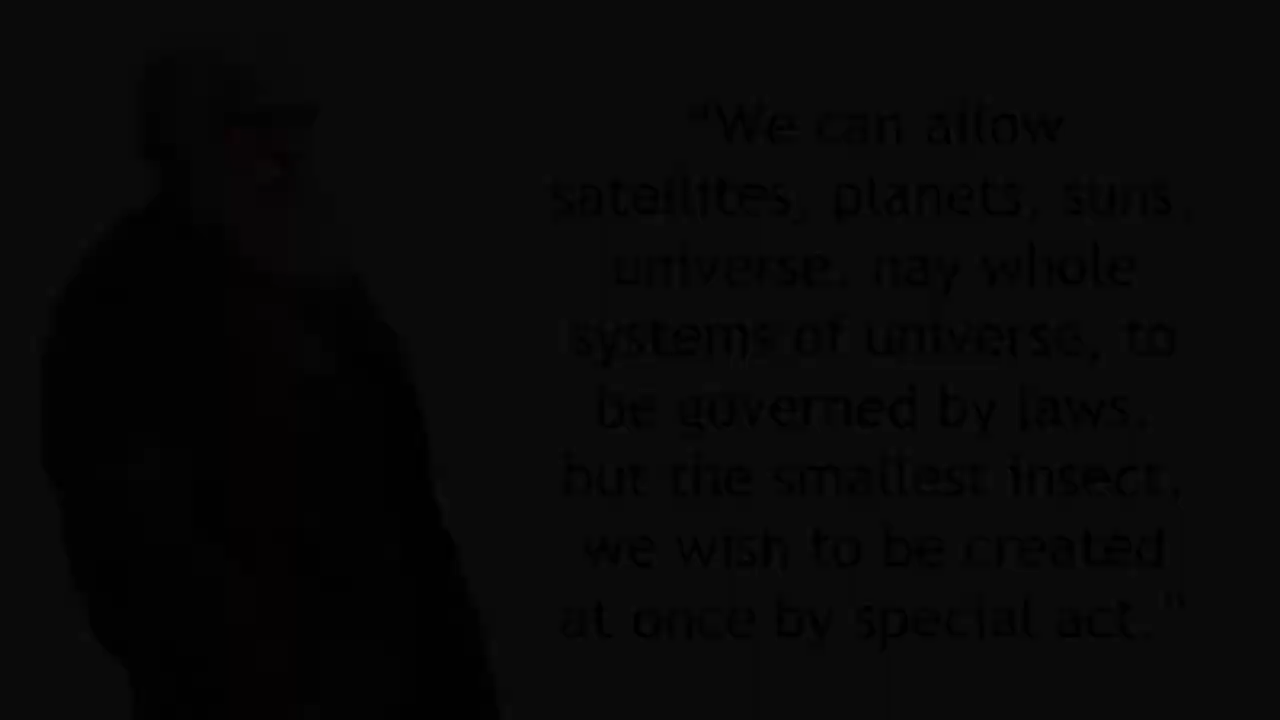 “We can allow
satellites, planets, suns,
universe, nay whole
systems of universe, to
be governed by laws,
but the smallest insect,
we wish to be created
at once by special act.”